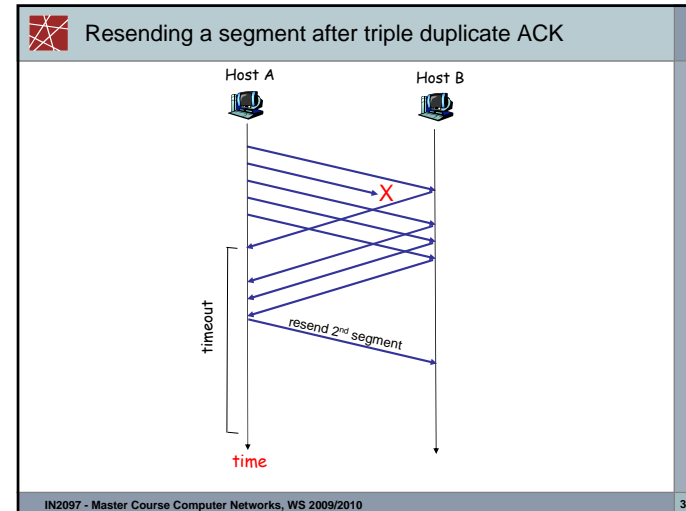 Resending a segment after triple duplicate ACK
Host A
Host B
X
timeout
resend 2nd segment
time
IN2097 - Master Course Computer Networks, WS 2009/2010
3